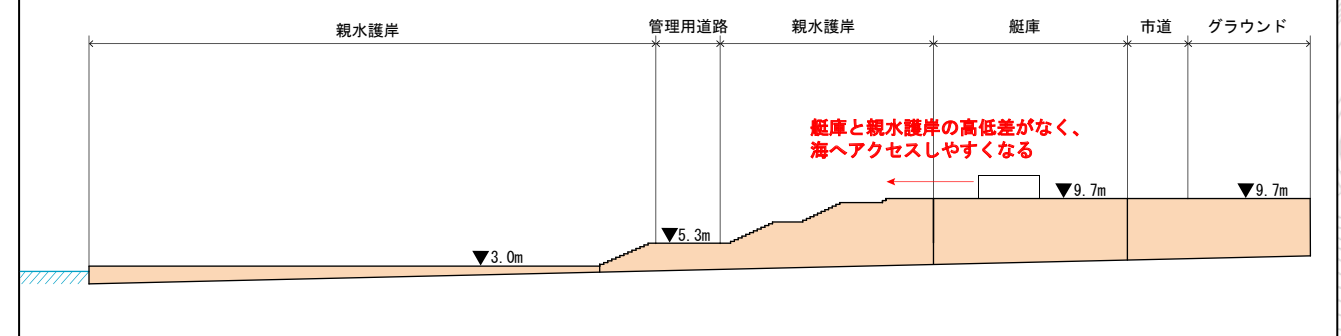 親水護岸
管理用道路
親水護岸
艇庫
市道
グラウンド
艇庫と親水護岸の高低差がなく、
海へアクセスしやすくなる
▼9.7m
▼9.7m
▼5.3m
▼3.0m